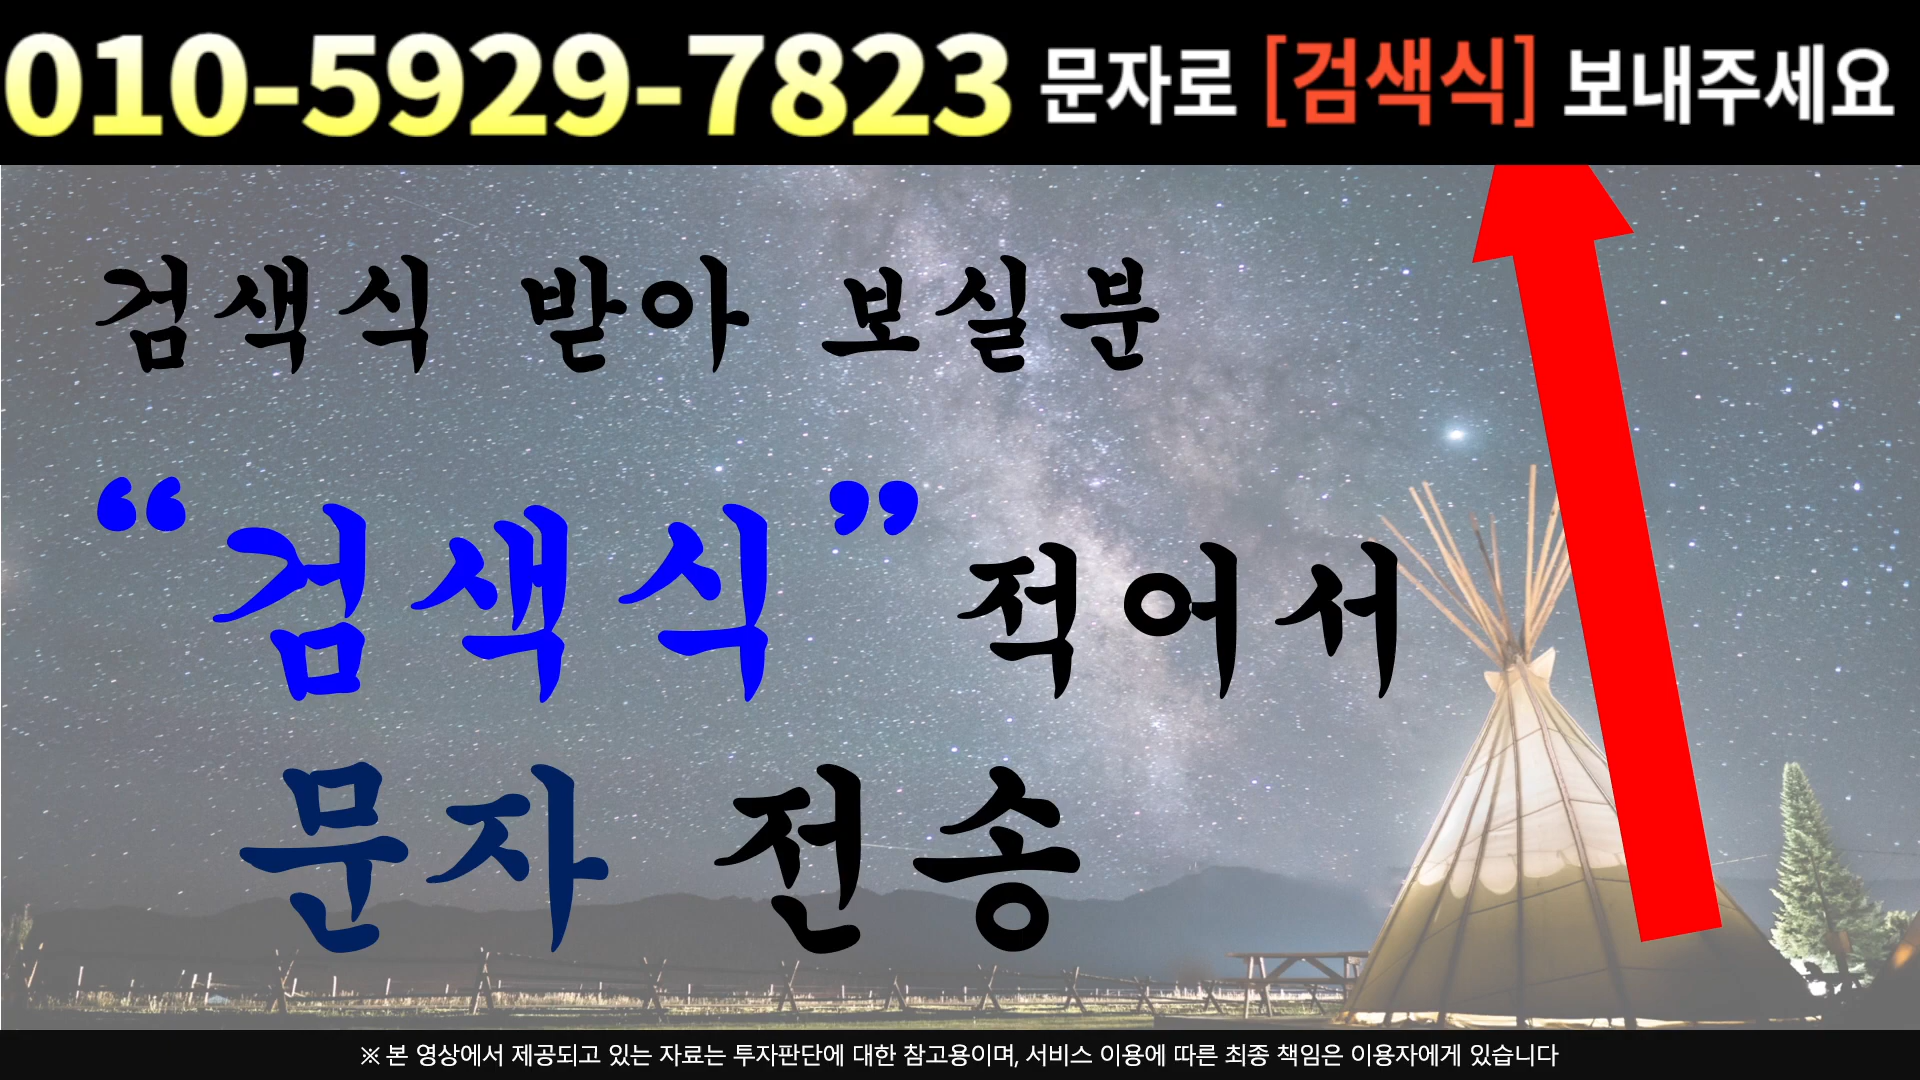 010-5929-7823 문자로 [검색식] 보내주세요
검색식 받아 보실분
“검색식” 적어서
문자 전송
※ 본 영상에서 제공되고 있는 자료는 투자판단에 대한 참고용이며, 서비스 이용에 따른 최종 책임은 이용자에게 있습니다